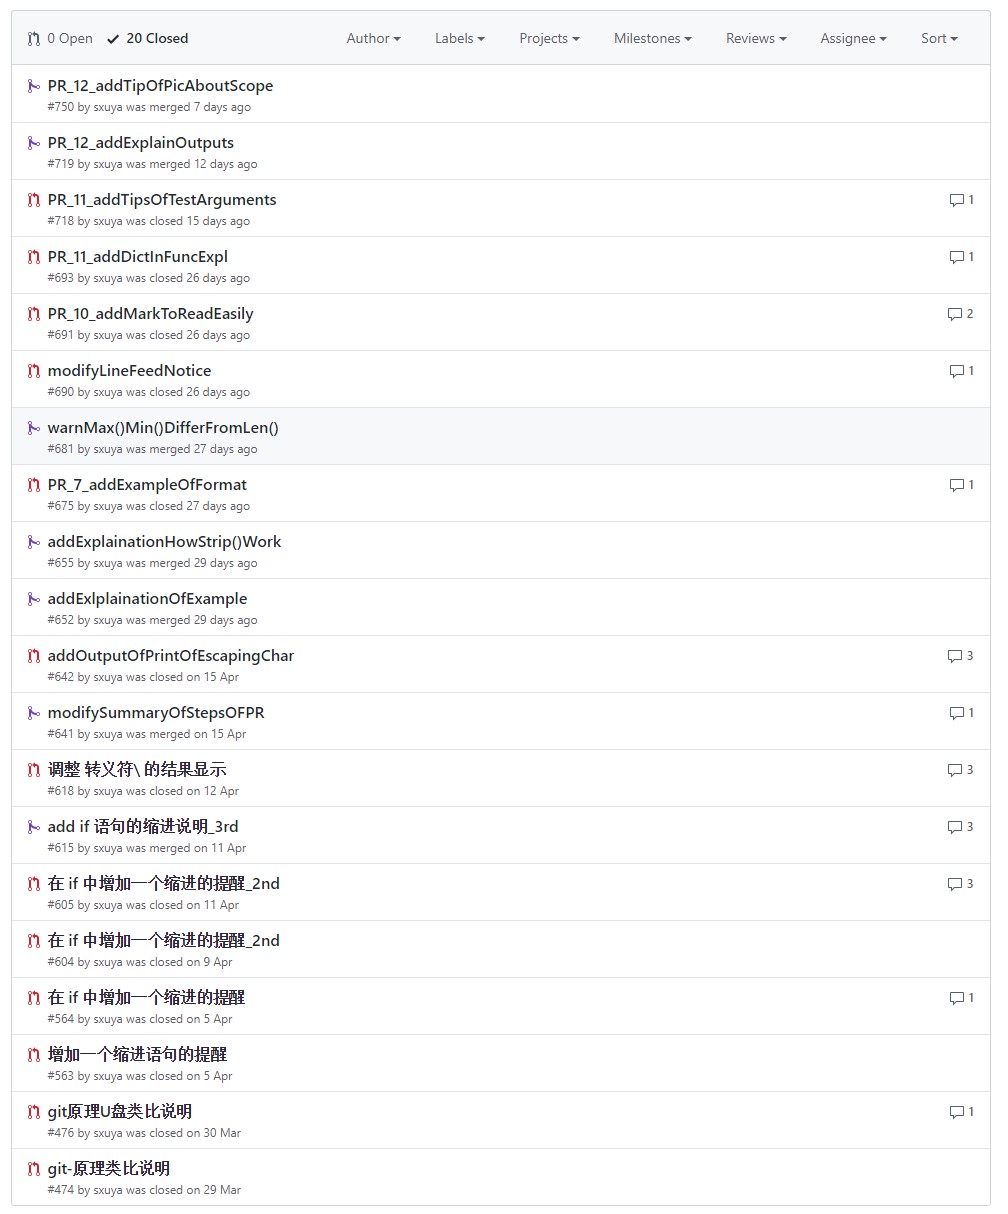 0 Open 20 Closed Author Labels Projects Milestones Reviews Assignee Sort
PR_12_addTipOfPicAboutScope
#750 by sxuya was merged 7 days ago
PR_12_addExplainOutputs
#719 by sxuya was merged 12 days ago
PR_11_addTipsOfTestArguments 1
#718 by sxuya was closed 15 days ago
PR_11_addDictInFuncExpl 1
#693 by sxuya was closed 26 days ago
PR_10_addMarkToReadEasily 2
#691 by sxuya was closed 26 days ago
modifyLineFeedNotice 1
#690 by sxuya was closed 26 days ago
warnMax()Min()DifferFromLen()
#681 by sxuya was merged 27 days ago
PR_7_addExampleOfFormat 1
#675 by sxuya was closed 27 days ago
addExplainationHowStrip()Work
#655 by sxuya was merged 29 days ago
addExlplainationOfExample
#652 by sxuya was merged 29 days ago
addOutputOfPrintOfEscapingChar 3
#642 by sxuya was closed on 15 Apr
modifySummaryOfStepsOFPR 1
#641 by sxuya was merged on 15 Apr
调整 转义符\ 的结果显示 3
#618 by sxuya was closed on 12 Apr
add if 语句的缩进说明_3rd 3
#615 by sxuya was merged on 11 Apr
在 if 中增加一个缩进的提醒_2nd 3
#605 by sxuya was closed on 11 Apr
在 if 中增加一个缩进的提醒_2nd
#604 by sxuya was closed on 9 Apr
在 if 中增加一个缩进的提醒 1
#564 by sxuya was closed on 5 Apr
增加一个缩进语句的提醒
#563 by sxuya was closed on 5 Apr
git原理U盘类比说明 1
#476 by sxuya was closed on 30 Mar
git-原理类比说明
#474 by sxuya was closed on 29 Mar